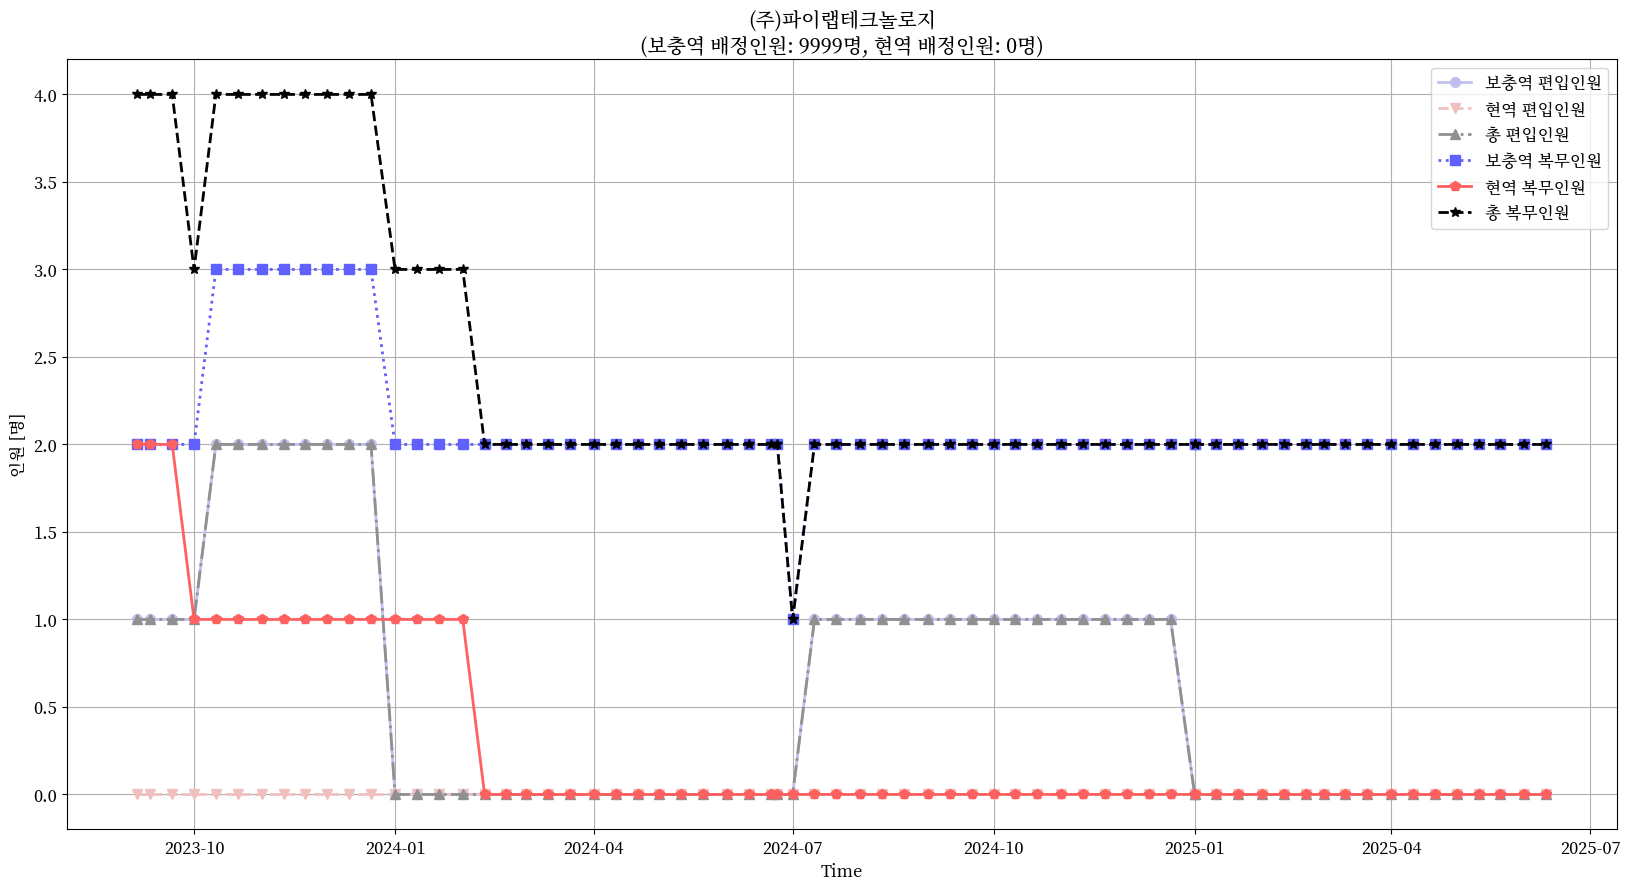 (주)파이랩테크놀로지
(보충역 배정인원: 9999명, 현역 배정인원: 0명)
보충역 편입인원
현역 편입인원
총 편입인원
보충역 복무인원
현역 복무인원
총 복무인원
인원 [명]
4.0
3.5
3.0
2.5
2.0
1.5
1.0
0.5
0.0
2023-10 2024-01 2024-04 2024-07 2024-10 2025-01 2025-04 2025-07
Time